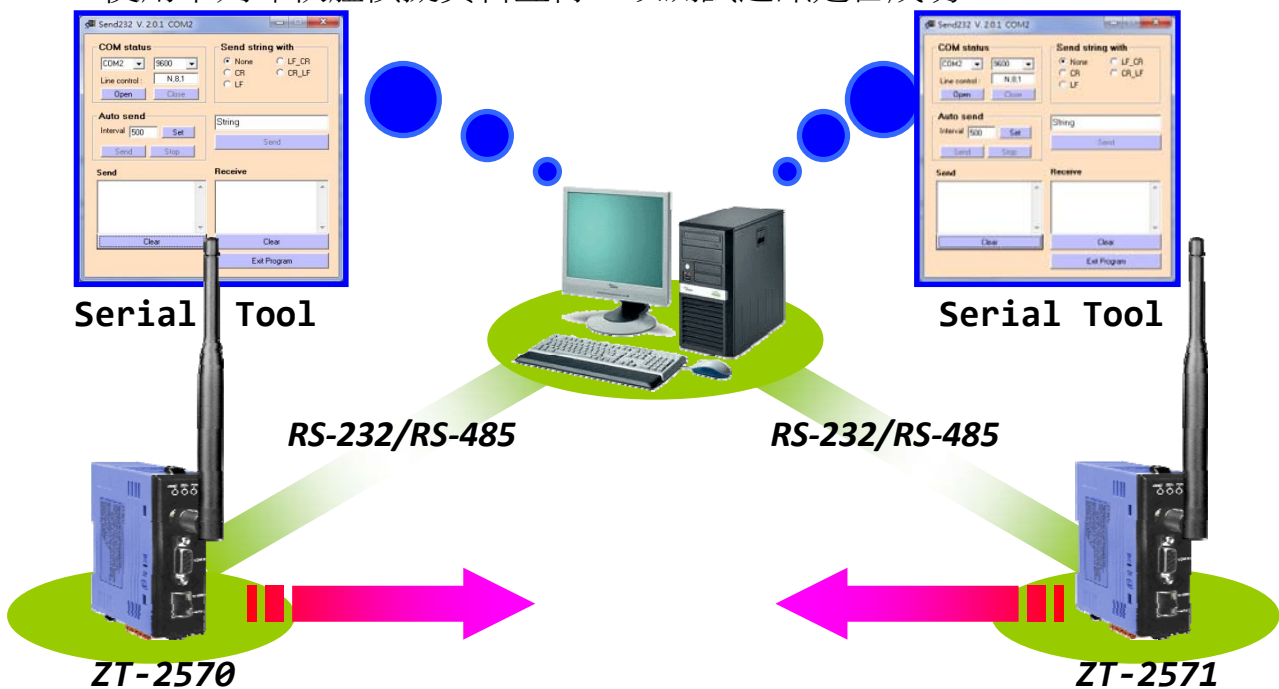 Send232 V. 2.0.1 COM2
COM status
COM2
9600
Line control :
N,8,1
Open
Close
Send string with
None
LF_CR
CR
CR_LF
LF
Auto send
Interval
500
Set
Send
Stop
String
Send
Send
Receive
Clear
Clear
Exit Program
Serial Tool
Send232 V. 2.0.1 COM2
COM status
COM2
9600
Line control :
N,8,1
Open
Close
Send string with
None
LF_CR
CR
CR_LF
LF
Auto send
Interval
500
Set
Send
Stop
String
Send
Send
Receive
Clear
Clear
Exit Program
Serial Tool
RS-232/RS-485
RS-232/RS-485
ZT-2570
ZT-2571